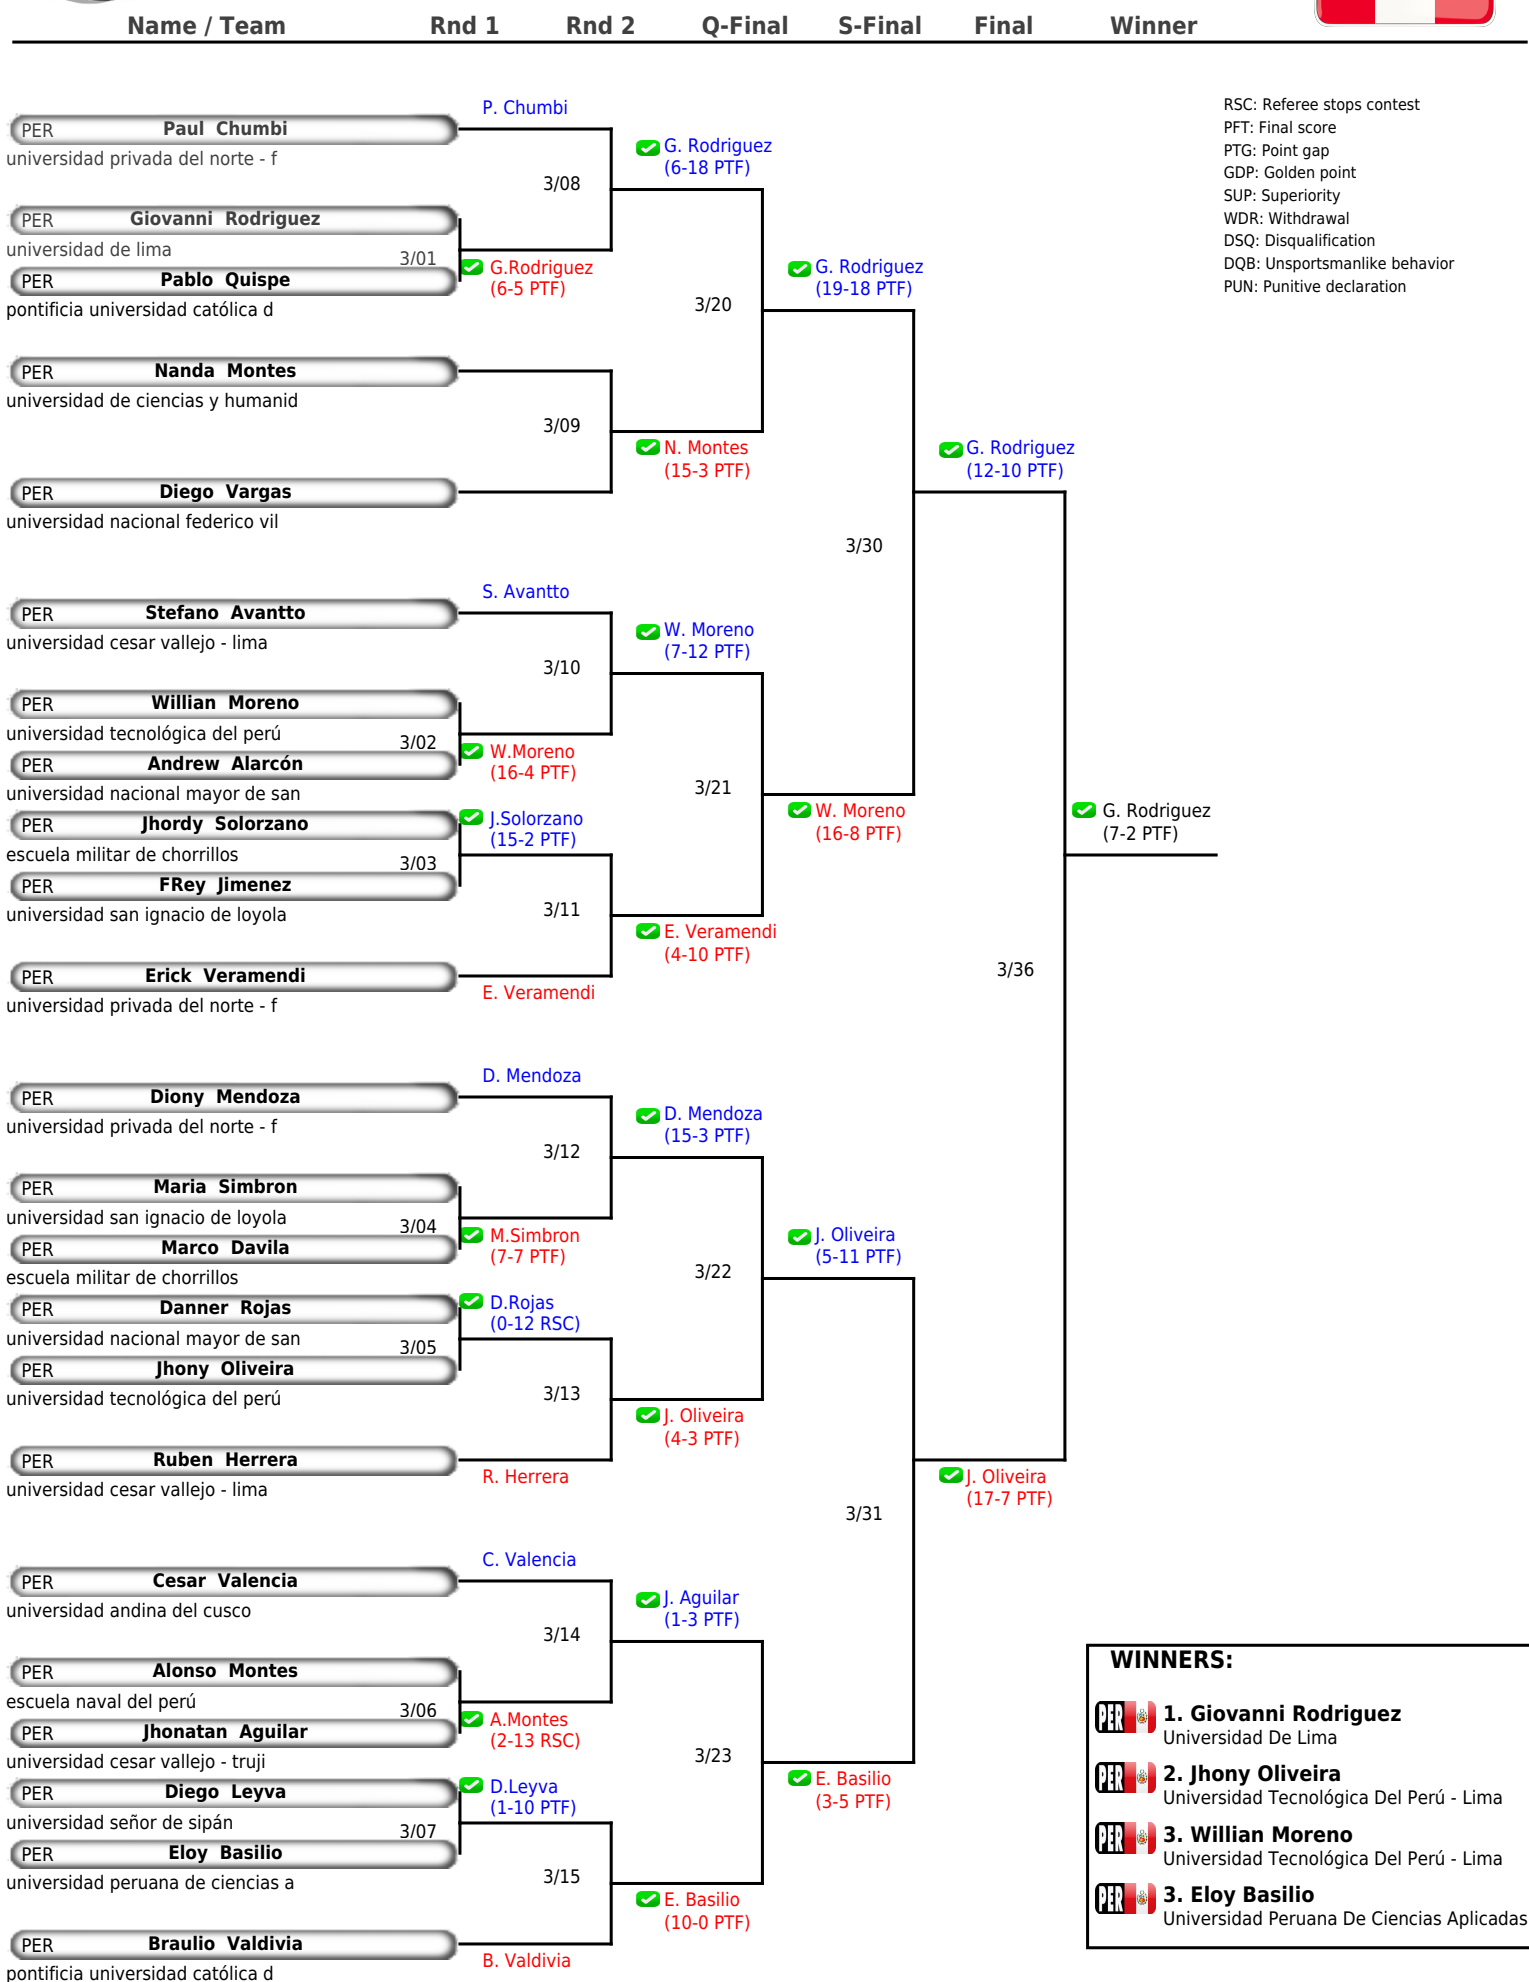 Name / Team Rnd 1 Rnd 2 Q-Final S-Final Final Winner
RSC: Referee stops contest
PFT: Final score
PTG: Point gap
GDP: Golden point
SUP: Superiority
WDR: Withdrawal
DSQ: Disqualification
DQB: Unsportsmanlike behavior
PUN: Punitive declaration
P. Chumbi
PER Paul Chumbi
universidad privada del norte - f
G. Rodriguez
(6-18 PTF)
3/08
PER Giovanni Rodriguez
universidad de lima
3/01
G.Rodriguez
(6-5 PTF)
PER Pablo Quispe
pontificia universidad católica d
G. Rodriguez
(19-18 PTF)
3/20
PER Nanda Montes
universidad de ciencias y humanid
3/09
N. Montes
(15-3 PTF)
G. Rodriguez
(12-10 PTF)
PER Diego Vargas
universidad nacional federico vil
3/30
S. Avantto
PER Stefano Avantto
universidad cesar vallejo - lima
W. Moreno
(7-12 PTF)
3/10
PER Willian Moreno
universidad tecnológica del perú
3/02
W.Moreno
(16-4 PTF)
PER Andrew Alarcón
universidad nacional mayor de san
3/21
PER Jhordy Solorzano
escuela militar de chorrillos
J.Solorzano
(15-2 PTF)
W. Moreno
(16-8 PTF)
G. Rodriguez
(7-2 PTF)
3/03
PER FRey Jimenez
universidad san ignacio de loyola
3/11
E. Veramendi
(4-10 PTF)
PER Erick Veramendi
universidad privada del norte - f
E. Veramendi
3/36
D. Mendoza
PER Diony Mendoza
universidad privada del norte - f
D. Mendoza
(15-3 PTF)
3/12
PER Maria Simbron
universidad san ignacio de loyola
3/04
M.Simbron
(7-7 PTF)
PER Marco Davila
escuela militar de chorrillos
J. Oliveira
(5-11 PTF)
3/22
PER Danner Rojas
universidad nacional mayor de san
D.Rojas
(0-12 RSC)
3/05
PER Jhony Oliveira
universidad tecnológica del perú
3/13
J. Oliveira
(4-3 PTF)
PER Ruben Herrera
universidad cesar vallejo - lima
R. Herrera
J. Oliveira
(17-7 PTF)
3/31
C. Valencia
PER Cesar Valencia
universidad andina del cusco
J. Aguilar
(1-3 PTF)
3/14
PER Alonso Montes
escuela naval del perú
3/06
A.Montes
(2-13 RSC)
PER Jhonatan Aguilar
universidad cesar vallejo - truji
3/23
PER Diego Leyva
universidad señor de sipán
D.Leyva
(1-10 PTF)
E. Basilio
(3-5 PTF)
3/07
PER Eloy Basilio
universidad peruana de ciencias a
3/15
E. Basilio
(10-0 PTF)
PER Braulio Valdivia
pontificia universidad católica d
B. Valdivia
WINNERS:
PER 1. Giovanni Rodriguez
Universidad De Lima
PER 2. Jhony Oliveira
Universidad Tecnológica Del Perú - Lima
PER 3. Willian Moreno
Universidad Tecnológica Del Perú - Lima
PER 3. Eloy Basilio
Universidad Peruana De Ciencias Aplicadas